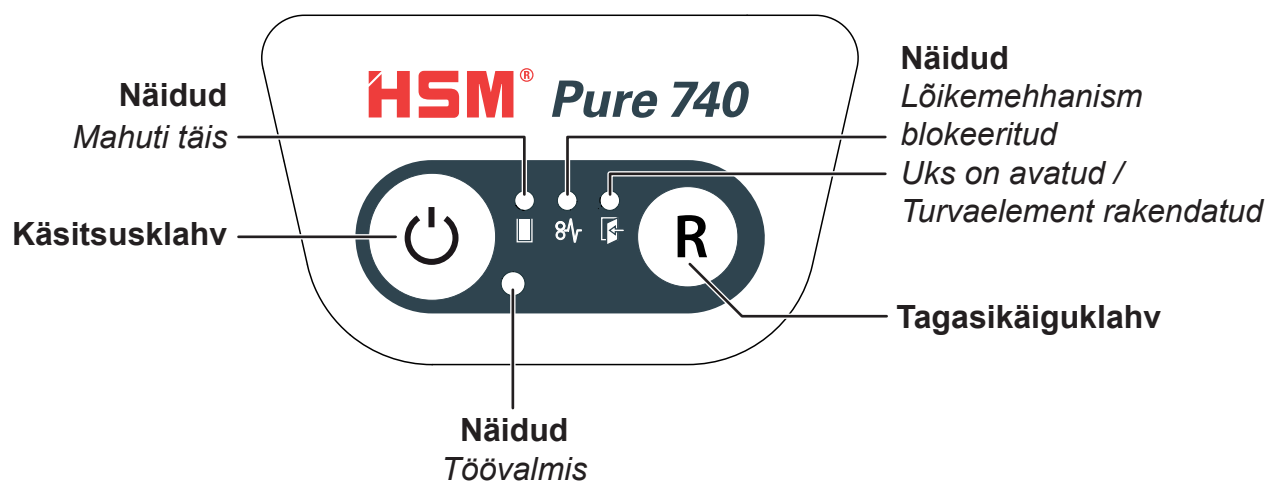 HSM® Pure 740
Näidud
Mahuti täis
Käsitsusklahv
Näidud
Lõikemehhanism
blokeeritud
Uks on avatud /
Turvaelement rakendatud
R
Tagasikäiguklahv
Näidud
Töövalmis